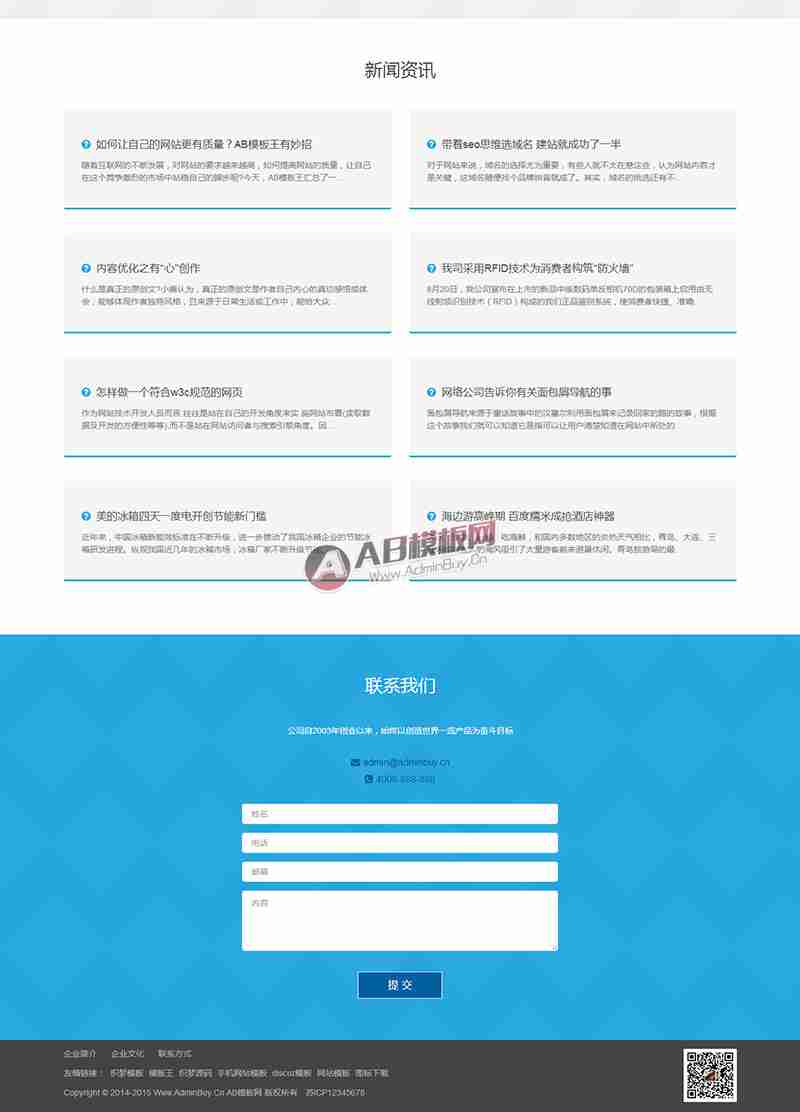 新闻资讯
如何让自己的网站更有质量？AB模板王有妙招
随着互联网的不断发展，对网站的要求越来越高，如何提高网站的质量，让自己
在这个竞争激烈的市场中站稳自己的脚步呢?今天，AB模板王汇总了一...
带着seo思维选域名 建站就成功了一半
对于网站来说，域名的选择尤为重要，有些人就不太在意这些，认为网站内容才
是关键，这域名随便找个品牌拼音就成了。其实，域名的挑选还有不...
内容优化之有“心”创作
什么是真正的原创文?小编认为，真正的原创文是作者自己内心的真切感悟或体
会，能够体现作者独特风格，且来源于日常生活或工作中，能给大众...
我司采用RFID技术为消费者构筑“防火墙”
8月20日，我公司宣布在上市的新品中级数码单反相机70D的包装箱上启用由无
线射频识别技术（RFID）构成的我们正品鉴别系统，使消费者快捷、准确
怎样做一个符合w3c规范的网页
作为网站技术开发人员而言,往往是站在自己的开发角度来实 施网站布署(读取数
据及开发的方便性等等),而不是站在网站访问者与搜索引擎角度。因...
网络公司告诉你有关面包屑导航的事
面包屑导航来源于童话故事中的汉塞尔利用面包屑来记录回家的路的故事，根据
这个故事我们就可以知道它是指可以让用户清楚知道在网站中所处的
美的冰箱四天一度电开创节能新门槛
近年来，中国冰箱新能效标准在不断升级，进一步推动了我国冰箱企业的节能冰
箱研发进程。纵观我国近几年的冰箱市场，冰箱厂家不断升级节能
海边游高峰期 百度糯米成抢酒店神器
吃海鲜，和国内多数地区的炎热天气相比，青岛、大连、三
的海风吸引了大量游客前来避暑休闲。青岛旅游局的最
AB模板网
Www.AdminBuy.Cn
联系我们
公司自2003年创业以来，始终以创造世界一流产品为奋斗目标
admin@adminbuy.cn
4008-888-888
姓名
电话
邮箱
内容
提 交
企业简介 企业文化 联系方式
友情链接： 织梦模板 模板王 织梦源码 手机网站模板 discuz模板 网站模板 图标下载
Copyright © 2014-2015 Www.AdminBuy.Cn AB模板网 版权所有 苏ICP12345678